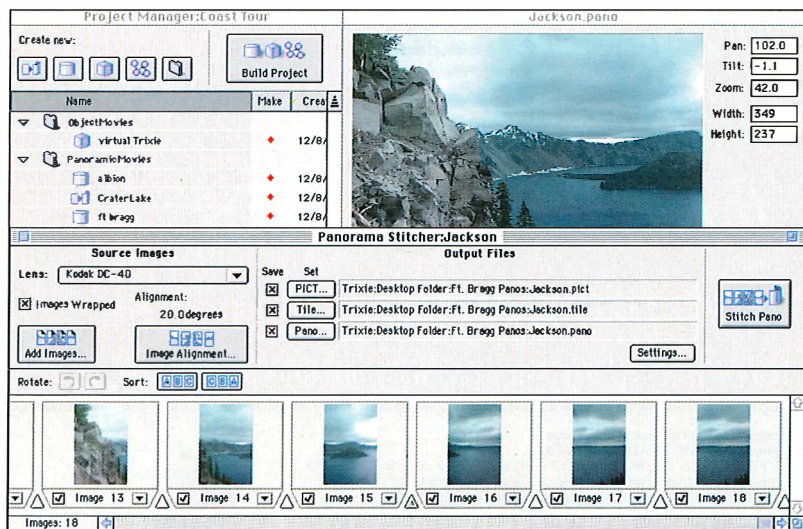 Project Manager:Coast Tour
Create new:
Build Project
Name Make Crea
ObjectMovies
virtual Trixie 12/8/
PanoramicMovies
albion 12/8/
CraterLake 12/8/
ft bragg 12/8/
Jackson.pano
Pan: 102.0
Tilt: -1.1
Zoom: 42.0
Width: 349
Height: 237
Panorama Stitcher:Jackson
Source Images
Lens: Kodak DC-40
Images Wrapped
Alignment:
20.0degrees
Add Images...
Image Alignment...
Output Files
Save Set
PICT... Trixie:Desktop Folder:Ft. Bragg Panos:Jackson.pict
Tile... Trixie:Desktop Folder:Ft. Bragg Panos:Jackson.tile
Pano... Trixie:Desktop Folder:Ft. Bragg Panos:Jackson.pano
Settings...
Stitch Pano
Rotate: Sort: ABC CBA
Image 13 Image 14 Image 15 Image 16 Image 17 Image 18
Images: 18